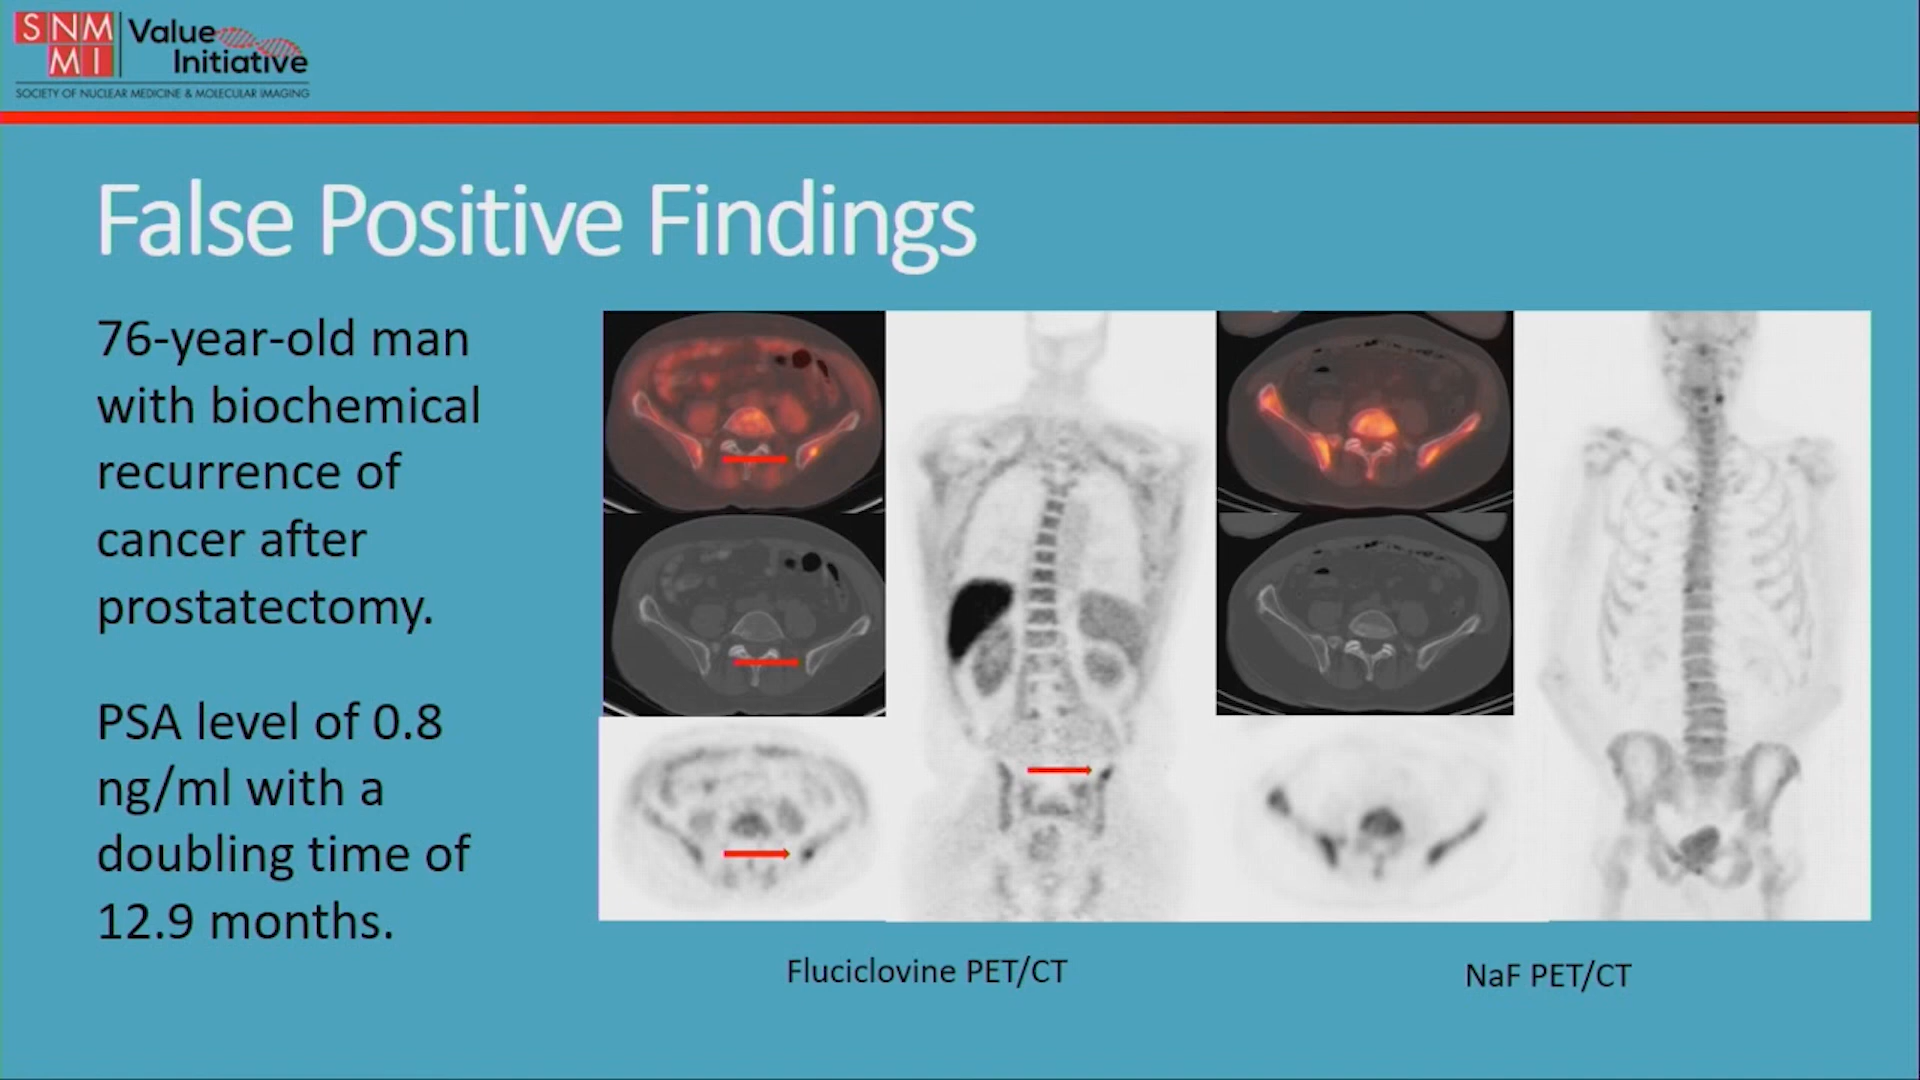 SNM
MI
Value
Initiative
SOCIETY OF NUCLEAR MEDICINE & MOLECULAR IMAGING
False Positive Findings
76-year-old man
with biochemical
recurrence of
cancer after
prostatectomy.
PSA level of 0.8
ng/ml with a
doubling time of
12.9 months.
Fluciclovine PET/CT
NaF PET/CT